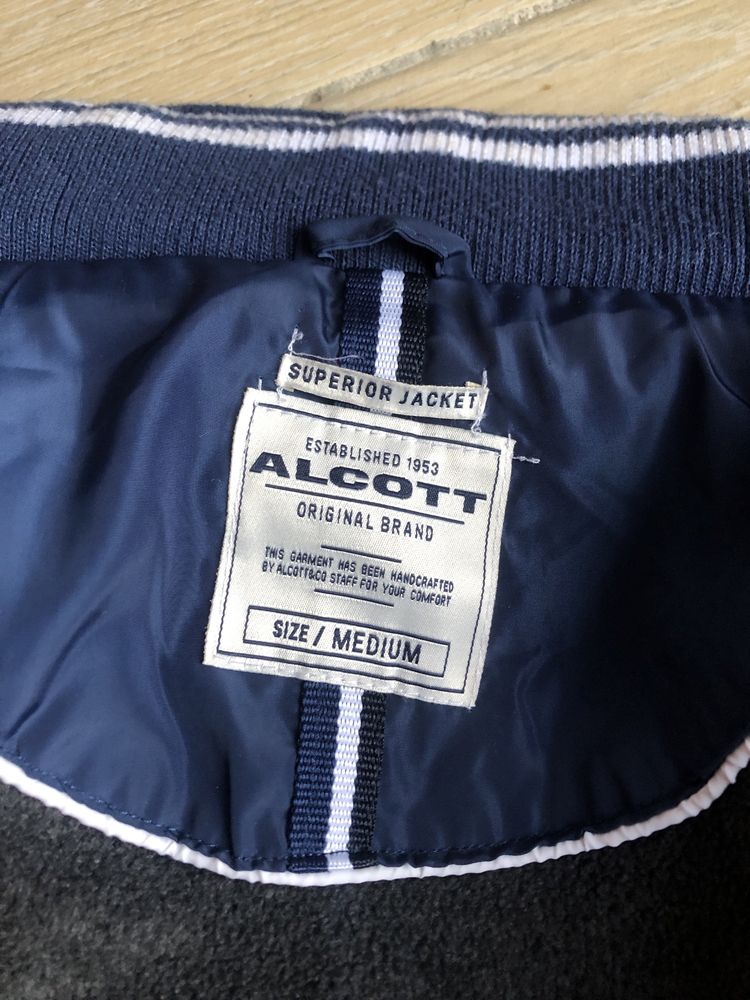 SUPERIOR JACKET
ESTABLISHED 1953
ALCOTT
ORIGINAL BRAND
THIS GARMENT HAS BEEN HANDCRAFTED
BY ALCOTT&CO STAFF FOR YOUR COMFORT
SIZE / MEDIUM